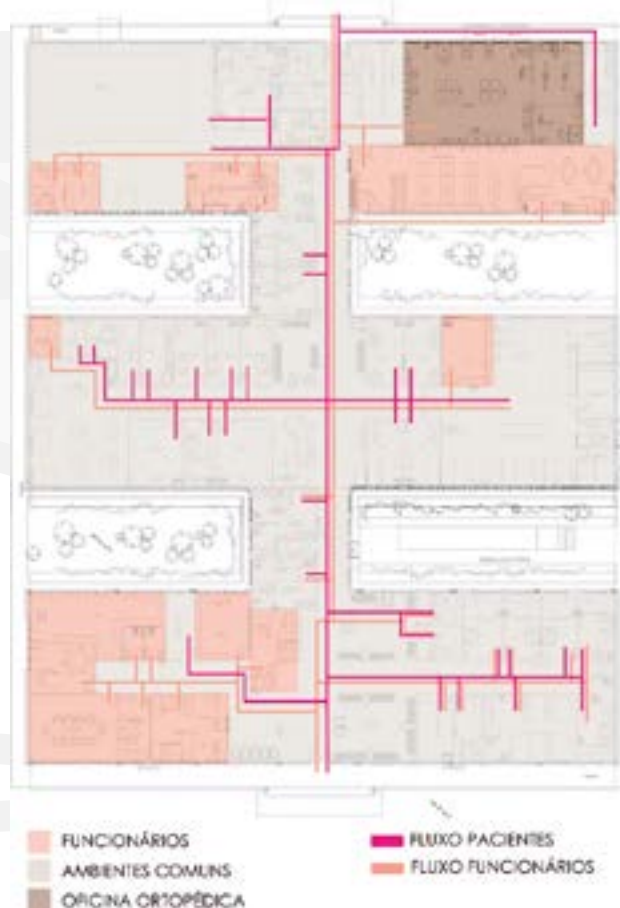 FUNCIONÁRIOS
AMBIENTES COMUNS
OFICINA ORTOPÉDICA
FLUXO PACIENTES
FLUXO FUNCIONÁRIOS